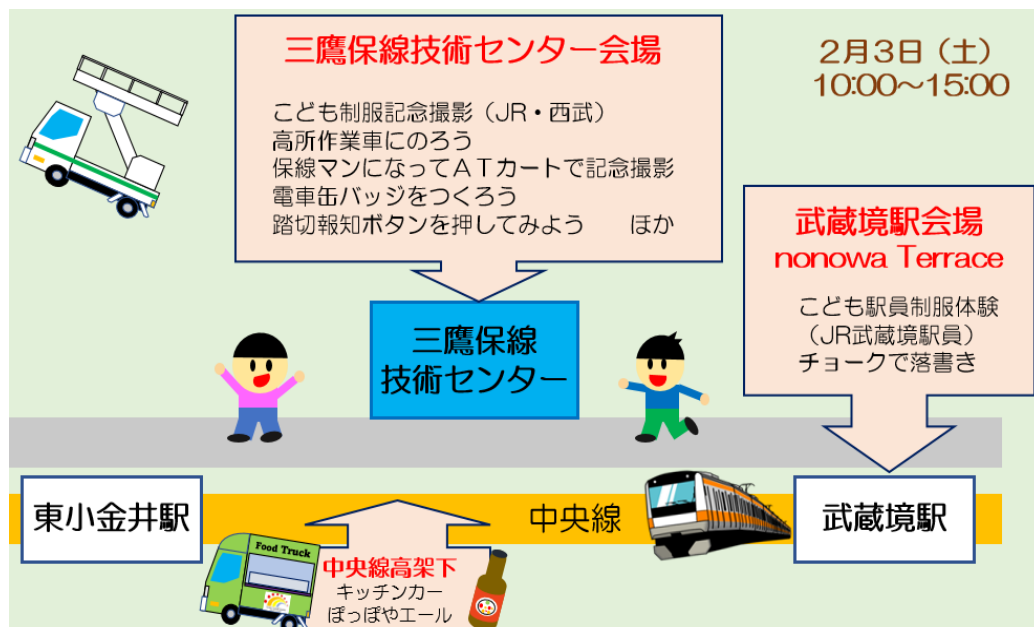 三鷹保線技術センター会場
こども制服記念撮影（JR・西武）
高所作業車にのろう
保線マンになってATカートで記念撮影
電車缶バッジをつくろう
踏切報知ボタンを押してみよう　　ほか
2月3日（土）
10:00～15:00
武蔵境駅会場
nonowa Terrace
こども駅員制服体験
（JR武蔵境駅員）
チョークで落書き
三鷹保線
技術センター
東小金井駅
中央線
武蔵境駅
Food Truck
中央線高架下
キッチンカー
ぽっぽやエール